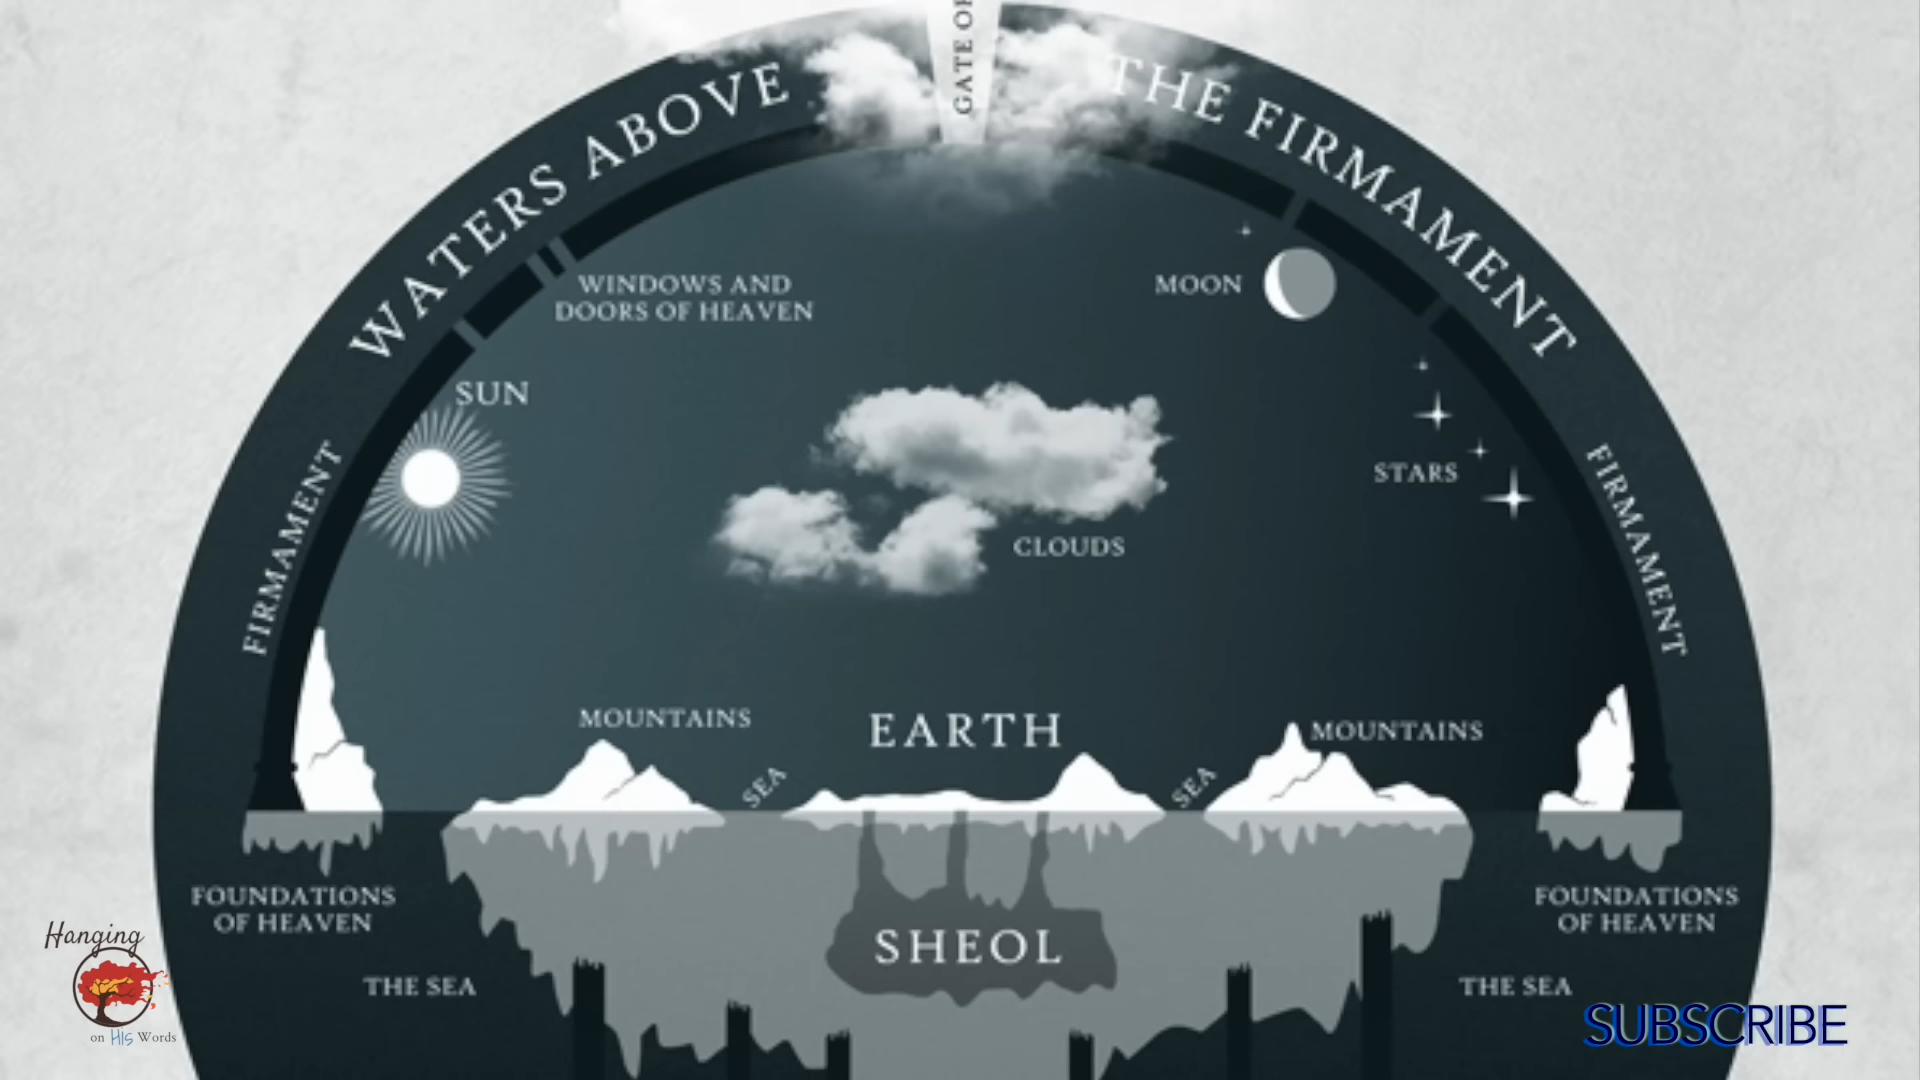 GATE OF
WATERS ABOVE
THE FIRMAMENT
WINDOWS AND
DOORS OF HEAVEN
MOON
SUN
STARS
FIRMAMENT
FIRMAMENT
CLOUDS
MOUNTAINS
EARTH
MOUNTAINS
SEA
SEA
FOUNDATIONS
OF HEAVEN
FOUNDATIONS
OF HEAVEN
SHEOL
THE SEA
THE SEA
Hanging
on HIS Words
SUBSCRIBE